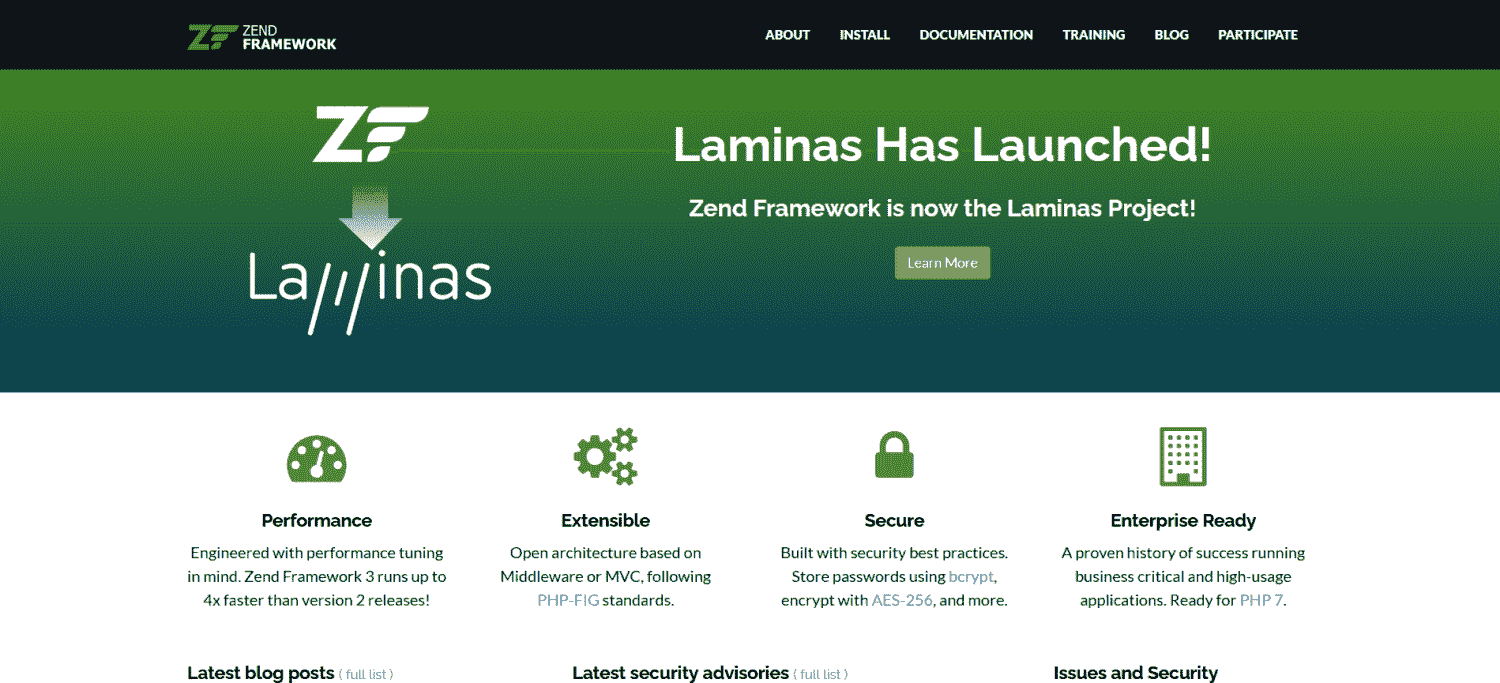 ZEND
FRAMEWORK
ABOUT
INSTALL
DOCUMENTATION
TRAINING
BLOG
PARTICIPATE
ZF
Laminas
Laminas Has Launched!
Zend Framework is now the Laminas Project!
Learn More
Performance
Engineered with performance tuning
in mind. Zend Framework 3 runs up to
4x faster than version 2 releases!
Extensible
Open architecture based on
Middleware or MVC, following
PHP-FIG standards.
Secure
Built with security best practices.
Store passwords using bcrypt,
encrypt with AES-256, and more.
Enterprise Ready
A proven history of success running
business critical and high-usage
applications. Ready for PHP 7.
Latest blog posts ( full list )
Latest security advisories ( full list )
Issues and Security